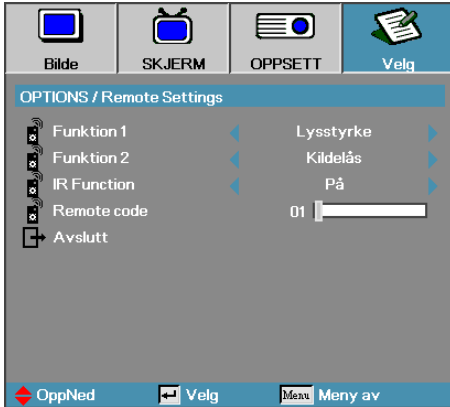 Bilde SKJERM OPPSETT Velg
OPTIONS / Remote Settings
Funktion 1 Lysstyrke
Funktion 2 Kildelås
IR Function På
Remote code 01
Avslutt
OppNed Velg Menu Meny av